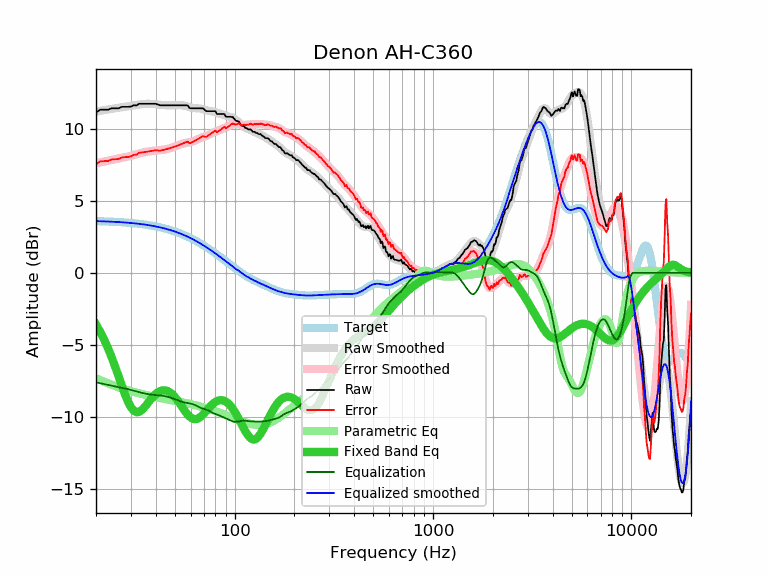 Denon AH-C360
Amplitude (dBr)
10
5
0
−5
−10
−15
Target
Raw Smoothed
Error Smoothed
Raw
Error
Parametric Eq
Fixed Band Eq
Equalization
Equalized smoothed
100 1000 10000
Frequency (Hz)